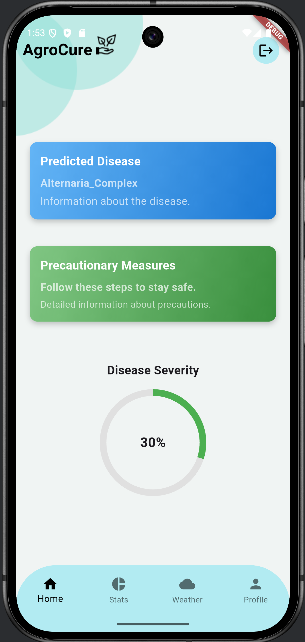 1:53
DEBUG
AgroCure
Predicted Disease
Alternaria_Complex
Information about the disease.
Precautionary Measures
Follow these steps to stay safe.
Detailed information about precautions.
Disease Severity
30%
Home
Stats
Weather
Profile